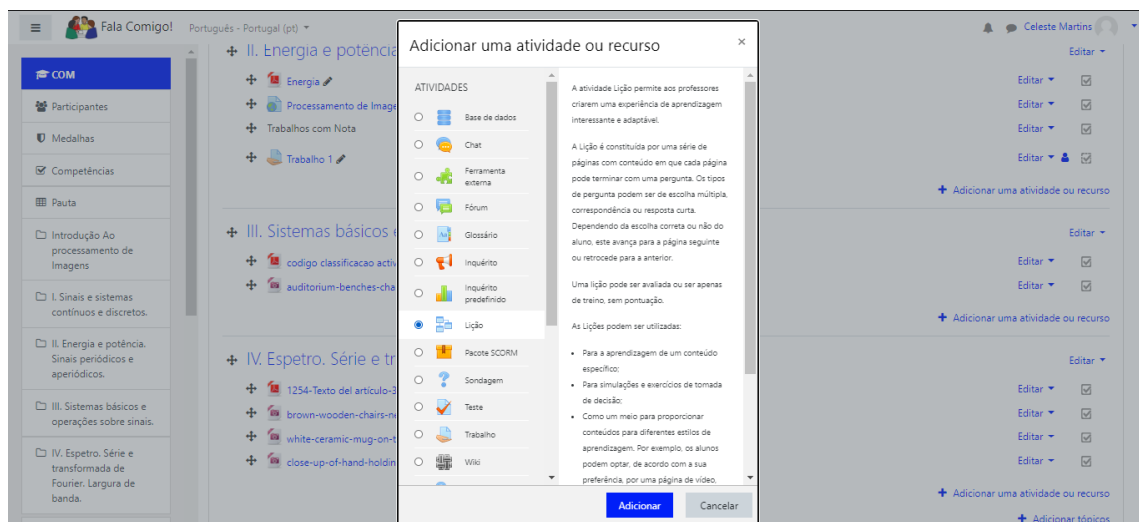 Fala Comigo!
Português - Portugal (pt)
Celeste Martins
COM
Participantes
Medalhas
Competências
Pauta
Introdução Ao
processamento de
Imagens
I. Sinais e sistemas
contínuos e discretos.
II. Energia e potência.
Sinais periódicos e
aperiódicos.
III. Sistemas básicos e
operações sobre sinais.
IV. Espetro. Série e
transformada de
Fourier. Largura de
banda.
II. Energia e potência
Editar
Energia
Editar
Processamento de Image
Editar
Trabalhos com Nota
Editar
Trabalho 1
Editar
Adicionar uma atividade ou recurso
III. Sistemas básicos
Editar
codigo classificacao activ
Editar
auditorium-benches-cha
Editar
Adicionar uma atividade ou recurso
IV. Espetro. Série e tr
Editar
1254-Texto del artículo-3
Editar
brown-wooden-chairs-n
Editar
white-ceramic-mug-on-t
Editar
close-up-of-hand-holdin
Editar
Adicionar uma atividade ou recurso
Adicionar tópicos
Adicionar uma atividade ou recurso
×
ATIVIDADES
Base de dados
Chat
Ferramenta
externa
Fórum
Glossário
Inquérito
Inquérito
predefinido
Lição
Pacote SCORM
Sondagem
Teste
Trabalho
Wiki
A atividade Lição permite aos professores
criarem uma experiência de aprendizagem
interessante e adaptável.
A Lição é constituída por uma série de
páginas com conteúdo em que cada página
pode terminar com uma pergunta. Os tipos
de pergunta podem ser de escolha múltipla,
correspondência ou resposta curta.
Dependendo da escolha correta ou não do
aluno, este avança para a página seguinte
ou retrocede para a anterior.
Uma lição pode ser avaliada ou ser apenas
de treino, sem pontuação.
As Lições podem ser utilizadas:
• Para a aprendizagem de um conteúdo
específico;
• Para simulações e exercícios de tomada
de decisão;
• Como um meio para proporcionar
conteúdos para diferentes estilos de
aprendizagem. Por exemplo, os alunos
podem optar, de acordo com a sua
preferência, por uma página de vídeo,
Adicionar
Cancelar